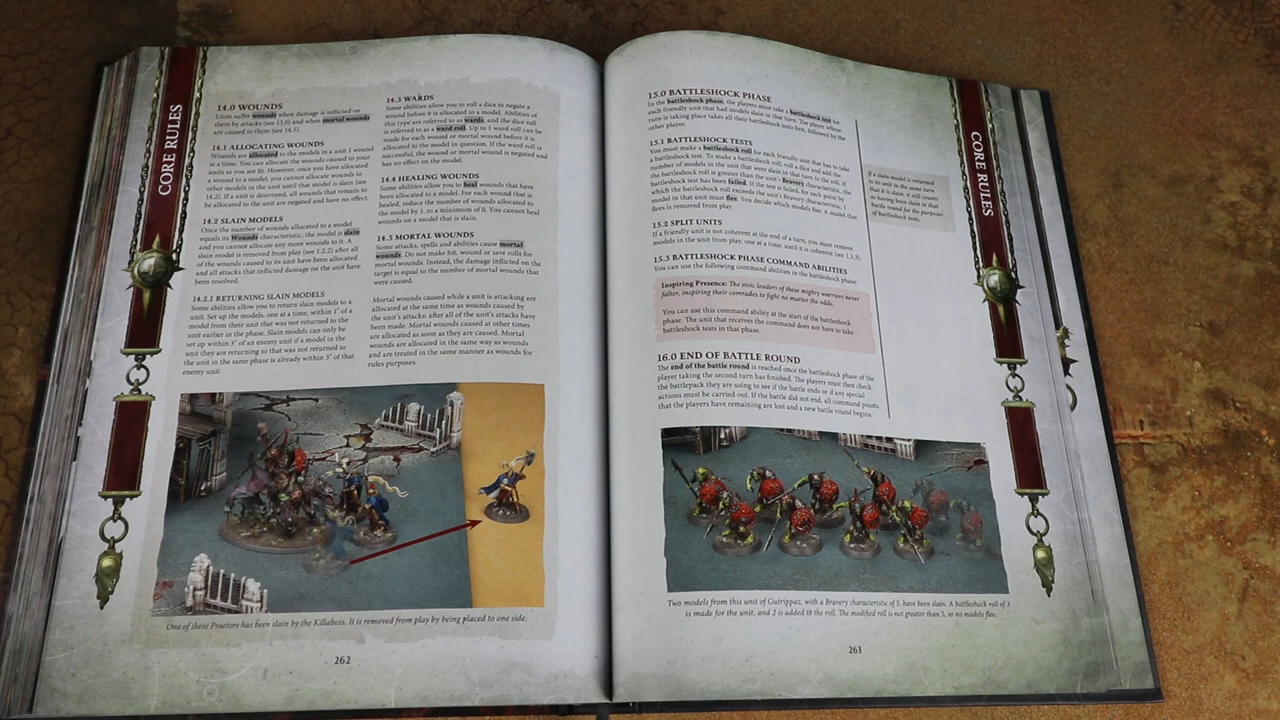 CORE RULES
14.0 WOUNDS
Units suffer wounds when damage is inflicted on
them by attacks (see 13.0) and when mortal wounds
are caused to them (see 14.5).
14.1 ALLOCATING WOUNDS
Wounds are allocated to the models in a unit 1 wound
at a time. You can allocate the wounds caused to your
units as you see fit. However, once you have allocated
a wound to a model, you cannot allocate wounds to
other models in the unit until that model is slain (see
14.2). If a unit is destroyed, all wounds that remain to
be allocated to the unit are negated and have no effect.
14.2 SLAIN MODELS
Once the number of wounds allocated to a model
equals its Wounds characteristic, the model is slain
and you cannot allocate any more wounds to it. A
slain model is removed from play (see 1.2.2) after all
of the wounds caused to its unit have been allocated
and all attacks that inflicted damage on the unit have
been resolved.
14.2.1 RETURNING SLAIN MODELS
Some abilities allow you to return slain models to a
unit. Set up the models, one at a time, within 1" of a
model from their unit that was not returned to the
unit earlier in the phase. Slain models can only be
set up within 3" of an enemy unit if a model in the
unit they are returning to that was not returned to
the unit in the same phase is already within 3" of that
enemy unit.
14.3 WARDS
Some abilities allow you to roll a dice to negate a
wound before it is allocated to a model. Abilities of
this type are referred to as wards, and the dice roll
is referred to as a ward roll. Up to 1 ward roll can be
made for each wound or mortal wound before it is
allocated to the model in question. If the ward roll is
successful, the wound or mortal wound is negated and
has no effect on the model.
14.4 HEALING WOUNDS
Some abilities allow you to heal wounds that have
been allocated to a model. For each wound that is
healed, reduce the number of wounds allocated to
the model by 1, to a minimum of 0. You cannot heal
wounds on a model that is slain.
14.5 MORTAL WOUNDS
Some attacks, spells and abilities cause mortal
wounds. Do not make hit, wound or save rolls for
mortal wounds. Instead, the damage inflicted on the
target is equal to the number of mortal wounds that
were caused.
Mortal wounds caused while a unit is attacking are
allocated at the same time as wounds caused by
the unit's attacks: after all of the unit's attacks have
been made. Mortal wounds caused at other times
are allocated as soon as they are caused. Mortal
wounds are allocated in the same way as wounds
and are treated in the same manner as wounds for
rules purposes.
One of these Praetors has been slain by the Killaboss. It is removed from play by being placed to one side.
262
15.0 BATTLESHOCK PHASE
In the battleshock phase, the players must take a battleshock test for
each friendly unit that had models slain in that turn. The player whose
turn is taking place takes all their battleshock tests first, followed by the
other player.
15.1 BATTLESHOCK TESTS
You must make a battleshock roll for each friendly unit that has to take
a battleshock test. To make a battleshock roll, roll a dice and add the
number of models in the unit that were slain in that turn to the roll. If
the battleshock roll is greater than the unit's Bravery characteristic, the
battleshock test has been failed. If the test is failed, for each point by
which the battleshock roll exceeds the unit's Bravery characteristic, 1
model in that unit must flee. You decide which models flee. A model that
flees is removed from play.
15.2 SPLIT UNITS
If a friendly unit is not coherent at the end of a turn, you must remove
models in the unit from play, one at a time, until it is coherent (see 1.3.3).
15.3 BATTLESHOCK PHASE COMMAND ABILITIES
You can use the following command abilities in the battleshock phase:
Inspiring Presence: The stoic leaders of these mighty warriors never
falter, inspiring their comrades to fight no matter the odds.
You can use this command ability at the start of the battleshock
phase. The unit that receives the command does not have to take
battleshock tests in that phase.
16.0 END OF BATTLE ROUND
The end of the battle round is reached once the battleshock phase of the
player taking the second turn has finished. The players must then check
the battlepack they are using to see if the battle ends or if any special
actions must be carried out. If the battle did not end, all command points
that the players have remaining are lost and a new battle round begins.
If a slain model is returned
to its unit in the same turn
that it is slain, it still counts
as having been slain in that
battle round for the purposes
of battleshock tests.
CORE RULES
Two models from this unit of Gutrippaz, with a Bravery characteristic of 5, have been slain. A battleshock roll of 3
is made for the unit, and 2 is added to the roll. The modified roll is not greater than 5, so no models flee.
263